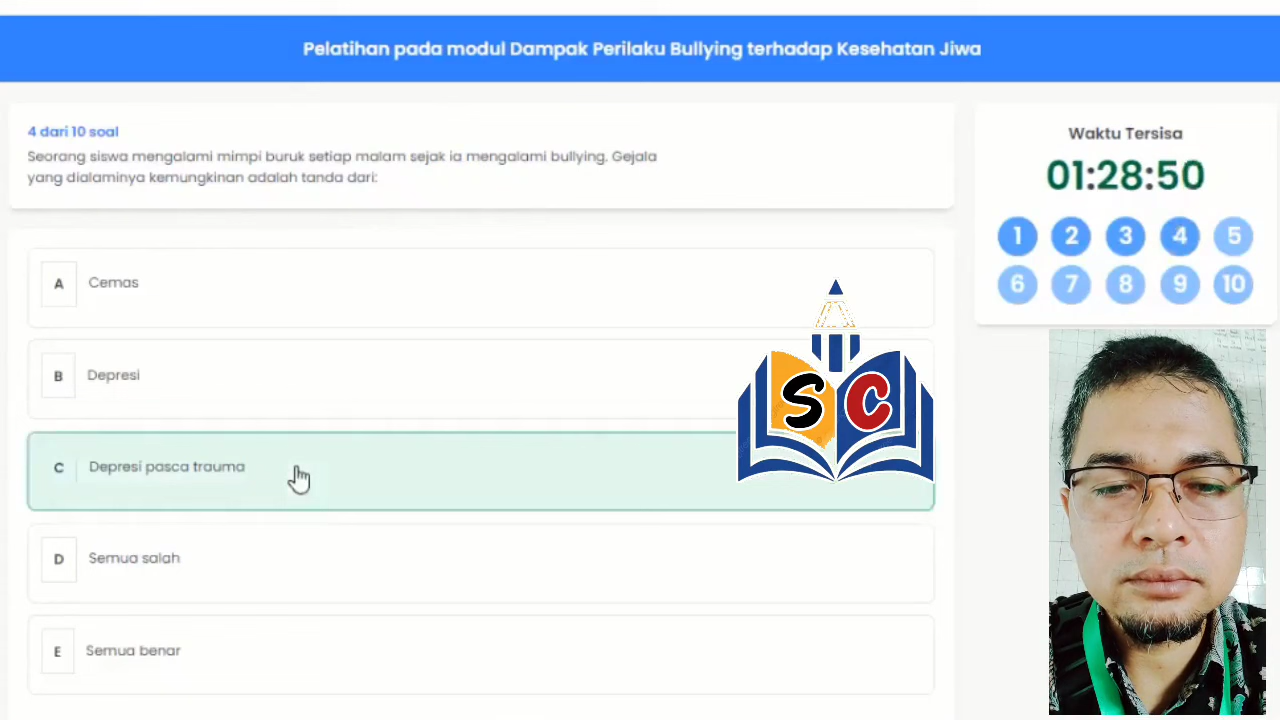 Pelatihan pada modul Dampak Perilaku Bullying terhadap Kesehatan Jiwa
4 dari 10 soal
Seorang siswa mengalami mimpi buruk setiap malam sejak ia mengalami bullying. Gejala
yang dialaminya kemungkinan adalah tanda dari:
A Cemas
B Depresi
C Depresi pasca trauma
D Semua salah
E Semua benar
Waktu Tersisa
01:28:50
1 2 3 4 5
6 7 8 9 10
S C